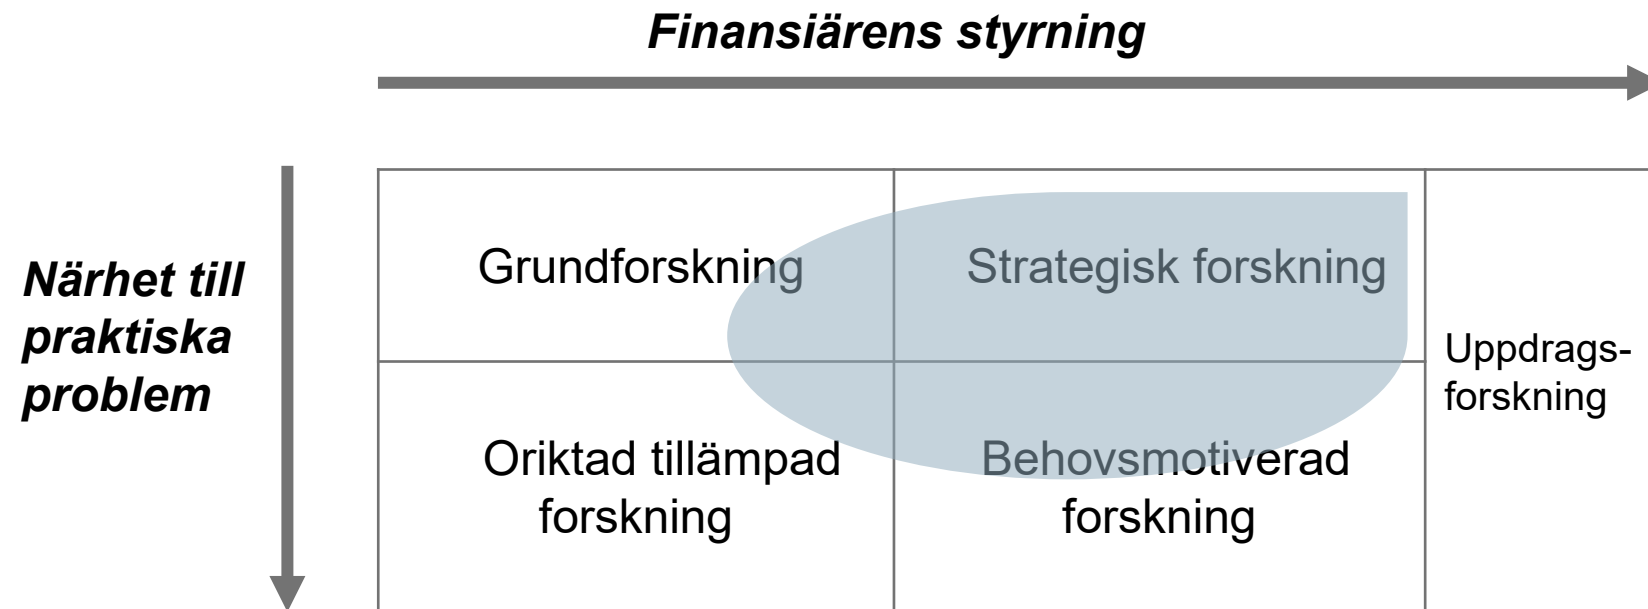 Finansiärens styrning
Närhet till
praktiska
problem
Grundforskning
Strategisk forskning
Uppdrags-
forskning
Oriktad tillämpad
forskning
Behovsmotiverad
forskning